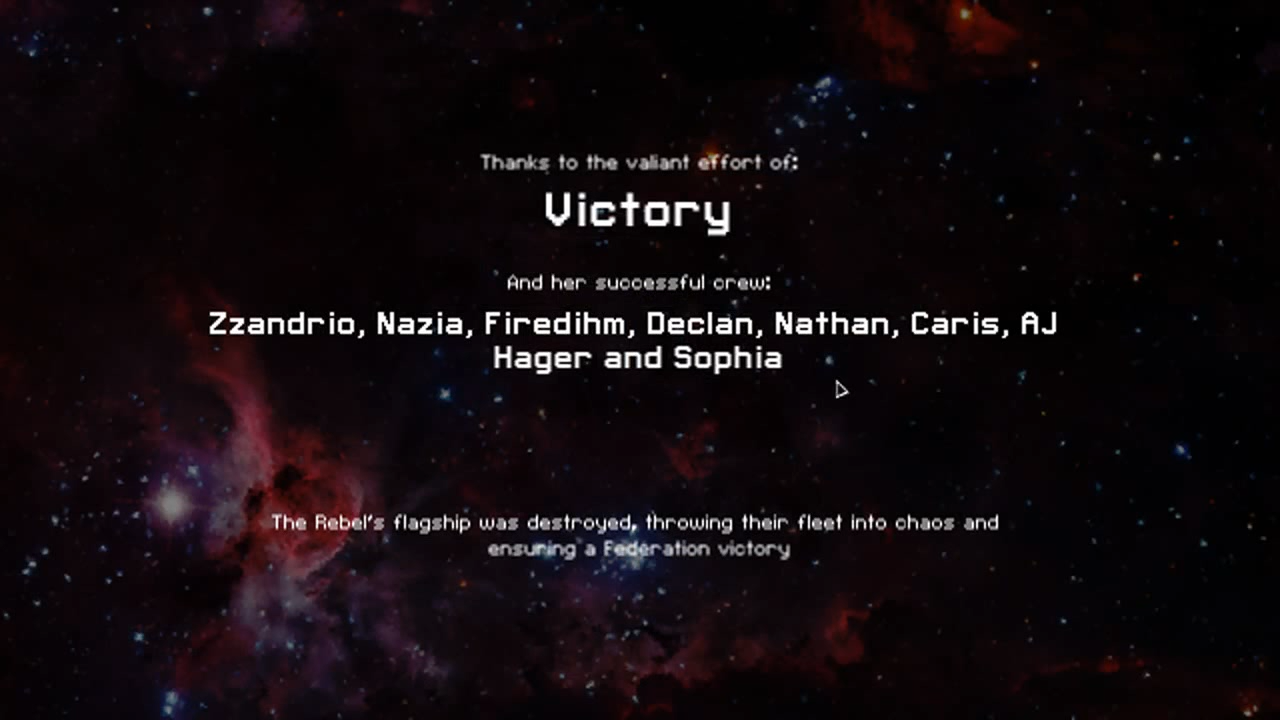 Thanks to the valiant effort of:
Victory
And her successful crew:
Zzandrio, Nazia, Firedihm, Declan, Nathan, Caris, AJ
Hager and Sophia
The Rebel's flagship was destroyed, throwing their fleet into chaos and
ensuring a Federation victory